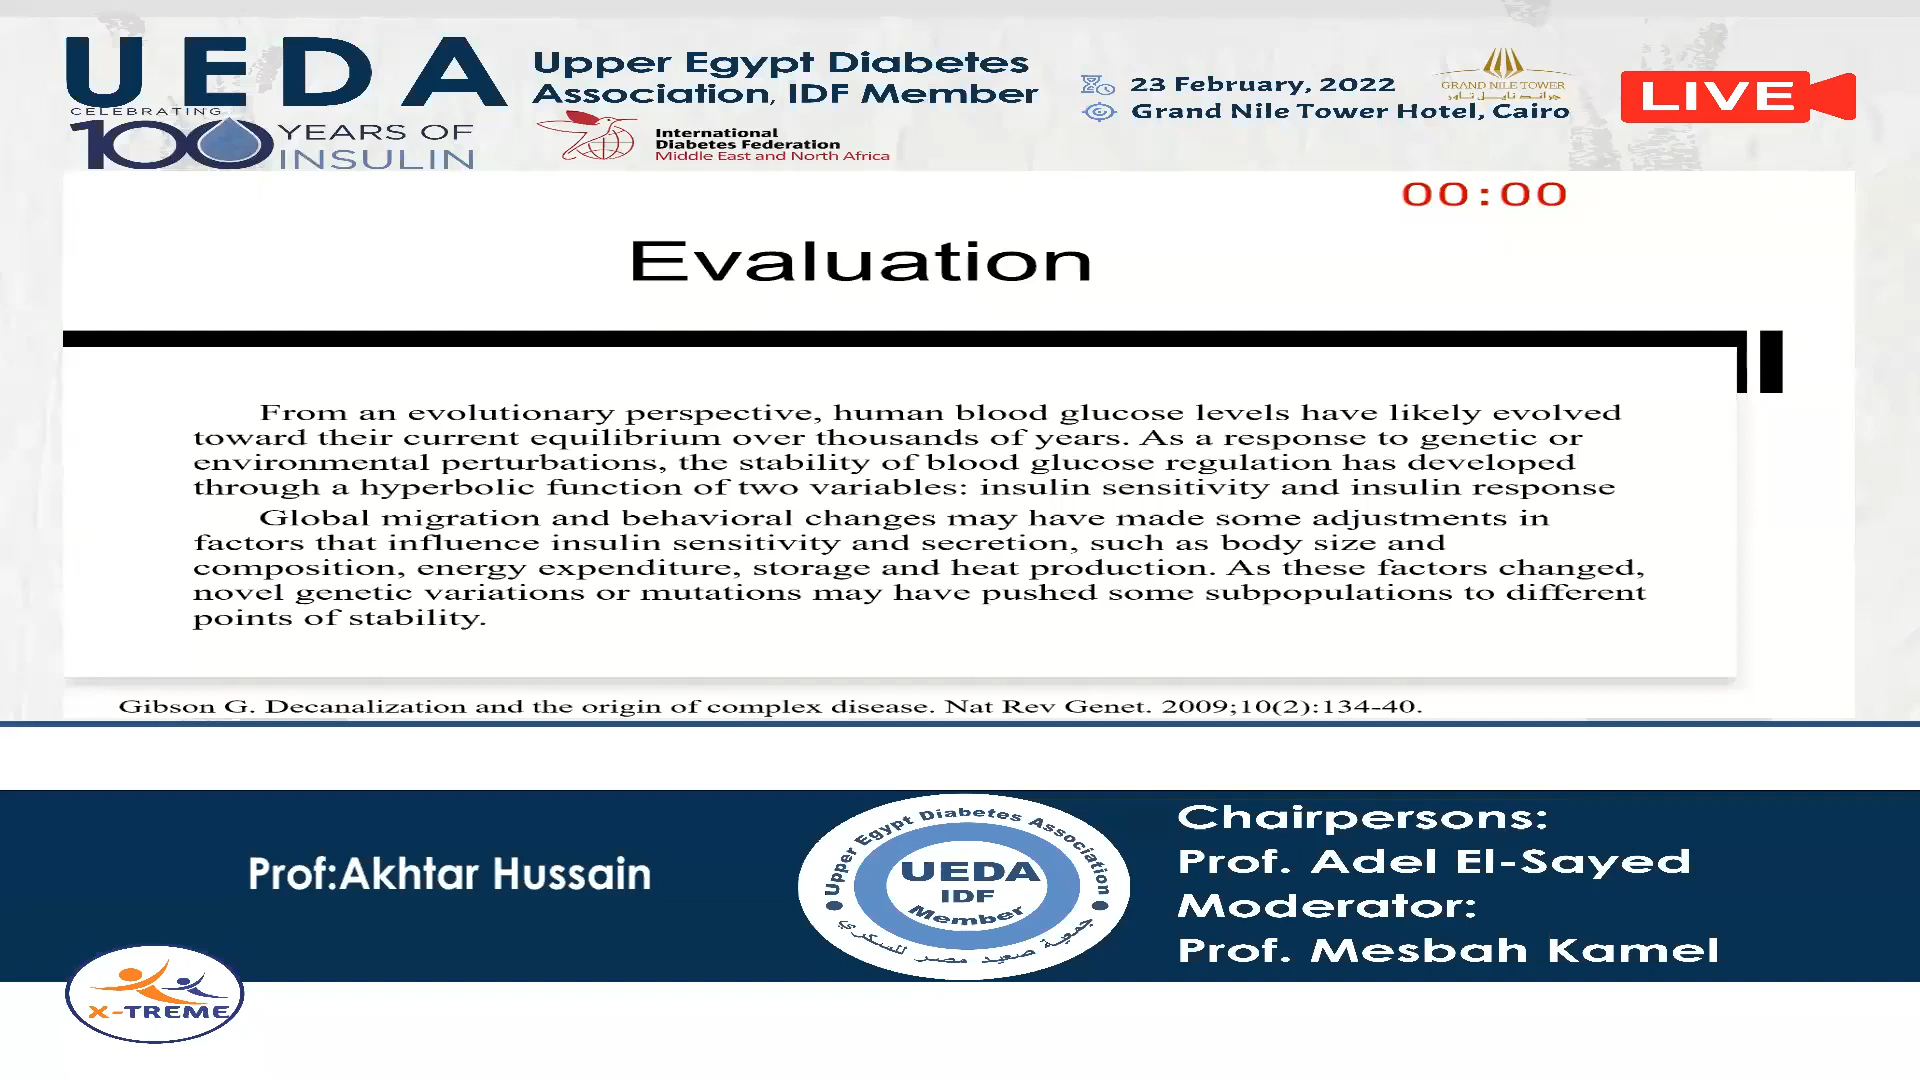 UEDA
CELEBRATING
100 YEARS OF
INSULIN
Upper Egypt Diabetes
Association, IDF Member
International
Diabetes Federation
Middle East and North Africa
23 February, 2022
Grand Nile Tower Hotel, Cairo
GRAND NILE TOWER
جراند نايل تاور
LIVE
00:00
Evaluation
From an evolutionary perspective, human blood glucose levels have likely evolved
toward their current equilibrium over thousands of years. As a response to genetic or
environmental perturbations, the stability of blood glucose regulation has developed
through a hyperbolic function of two variables: insulin sensitivity and insulin response
Global migration and behavioral changes may have made some adjustments in
factors that influence insulin sensitivity and secretion, such as body size and
composition, energy expenditure, storage and heat production. As these factors changed,
novel genetic variations or mutations may have pushed some subpopulations to different
points of stability.
Gibson G. Decanalization and the origin of complex disease. Nat Rev Genet. 2009;10(2):134-40.
Prof:Akhtar Hussain
Upper Egypt Diabetes Association
UEDA
IDF
Member
جمعية صعيد مصر للسكري
Chairpersons:
Prof. Adel El-Sayed
Moderator:
Prof. Mesbah Kamel
X-TREME